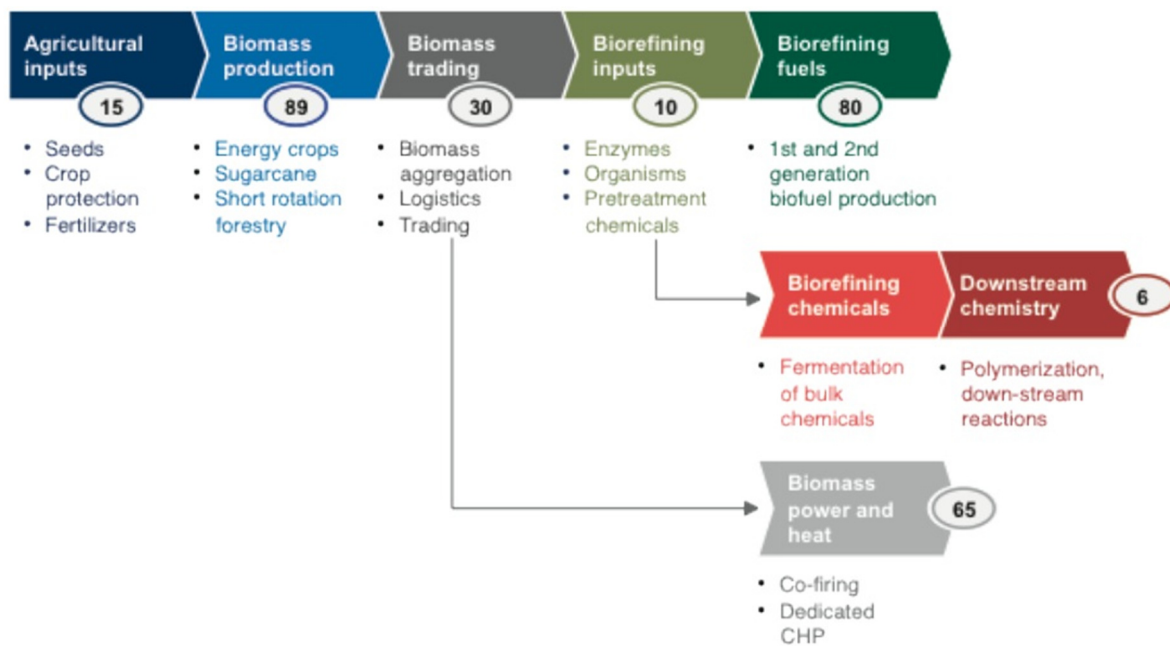 Agricultural
inputs
15
• Seeds
• Crop
protection
• Fertilizers
Biomass
production
89
• Energy crops
• Sugarcane
• Short rotation
forestry
Biomass
trading
30
• Biomass
aggregation
• Logistics
• Trading
Biorefining
inputs
10
• Enzymes
• Organisms
• Pretreatment
chemicals
Biorefining
fuels
80
• 1st and 2nd
generation
biofuel production
Biorefining
chemicals
• Fermentation
of bulk
chemicals
Downstream
chemistry
6
• Polymerization,
down-stream
reactions
Biomass
power and
heat
65
• Co-firing
• Dedicated
CHP